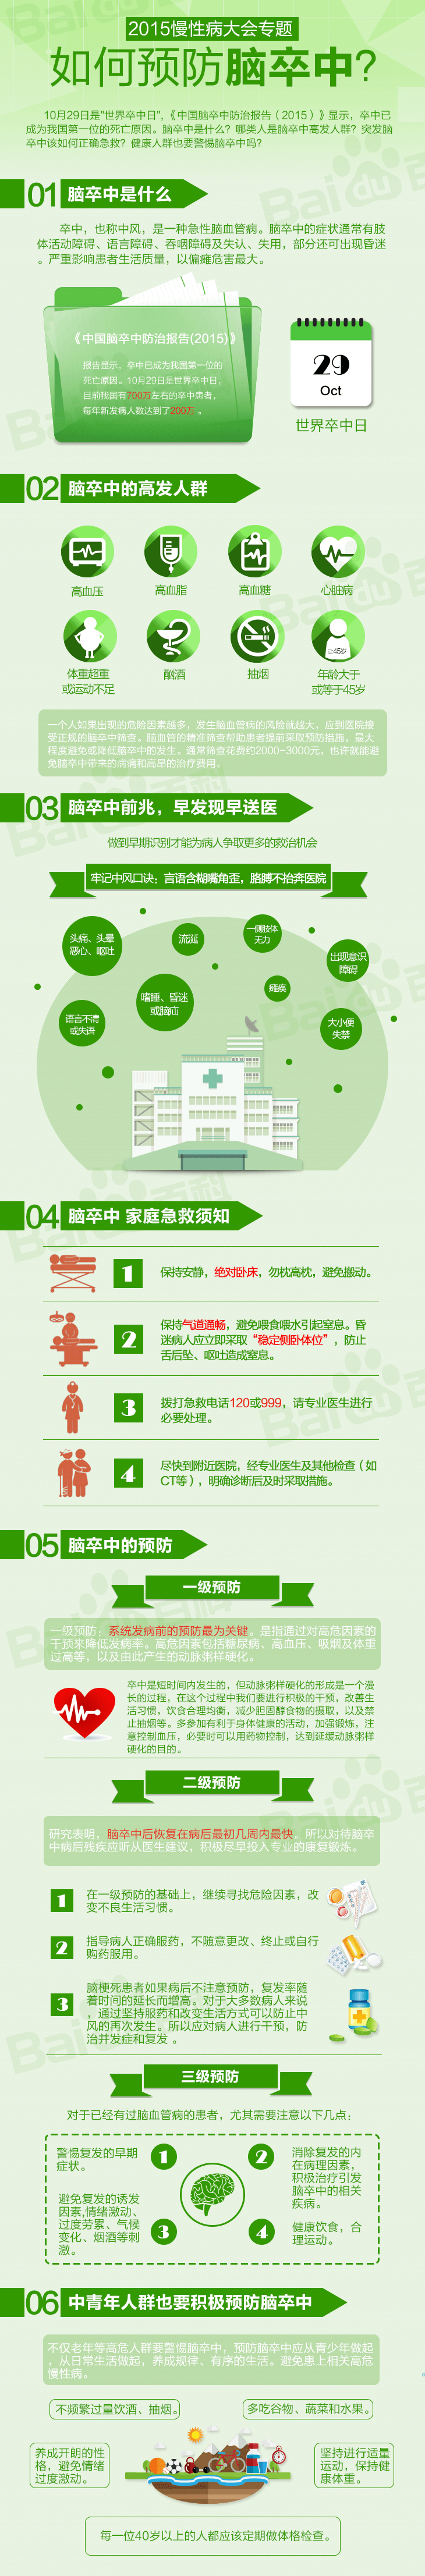 2015慢性病大会专题
如何预防脑卒中?
10月29日是"世界卒中日",《中国脑卒中防治报告（2015）》显示，卒中已
成为我国第一位的死亡原因。脑卒中是什么？哪类人是脑卒中高发人群？突发脑
卒中该如何正确急救？健康人群也要警惕脑卒中吗？
01 脑卒中是什么
卒中，也称中风，是一种急性脑血管病。脑卒中的症状通常有肢
体活动障碍、语言障碍、吞咽障碍及失认、失用，部分还可出现昏迷
。严重影响患者生活质量，以偏瘫危害最大。
《中国脑卒中防治报告(2015)》
报告显示，卒中已成为我国第一位的
死亡原因。10月29日是世界卒中日，
目前我国有700万左右的卒中患者，
每年新发病人数达到了200万 。
29
Oct
世界卒中日
02 脑卒中的高发人群
高血压
高血脂
高血糖
心脏病
体重超重
或运动不足
酗酒
抽烟
≥45岁
年龄大于
或等于45岁
一个人如果出现的危险因素越多，发生脑血管病的风险就越大，应到医院接
受正规的脑卒中筛查。脑血管的精准筛查帮助患者提前采取预防措施，最大
程度避免或降低脑卒中的发生。通常筛查花费约2000-3000元，也许就能避
免脑卒中带来的病痛和高昂的治疗费用。
03 脑卒中前兆，早发现早送医
做到早期识别才能为病人争取更多的救治机会
牢记中风口诀：言语含糊嘴角歪，胳膊不抬奔医院
头痛、头晕
恶心、呕吐
流涎
一侧肢体
无力
出现意识
障碍
嗜睡、昏迷
或脑疝
瘫痪
语言不清
或失语
大小便
失禁
04 脑卒中 家庭急救须知
1 保持安静，绝对卧床，勿枕高枕，避免搬动。
2 保持气道通畅，避免喂食喂水引起窒息。昏
迷病人应立即采取“稳定侧卧体位”，防止
舌后坠、呕吐造成窒息。
3 拨打急救电话120或999，请专业医生进行
必要处理。
4 尽快到附近医院，经专业医生及其他检查（如
CT等），明确诊断后及时采取措施。
05 脑卒中的预防
一级预防
一级预防：系统发病前的预防最为关键。是指通过对高危因素的
干预来降低发病率。高危因素包括糖尿病、高血压、吸烟及体重
过高等，以及由此产生的动脉粥样硬化。
卒中是短时间内发生的，但动脉粥样硬化的形成是一个漫
长的过程，在这个过程中我们要进行积极的干预，改善生
活习惯，饮食合理均衡，减少胆固醇食物的摄取，以及禁
止抽烟等。多参加有利于身体健康的活动，加强锻炼，注
意控制血压，必要时可以用药物控制，达到延缓动脉粥样
硬化的目的。
二级预防
研究表明，脑卒中后恢复在病后最初几周内最快。所以对待脑卒
中病后残疾应听从医生建议，积极尽早投入专业的康复锻炼。
1 在一级预防的基础上，继续寻找危险因素，改
变不良生活习惯。
2 指导病人正确服药，不随意更改、终止或自行
购药服用。
3 脑梗死患者如果病后不注意预防，复发率随
着时间的延长而增高。对于大多数病人来说
，通过坚持服药和改变生活方式可以防止中
风的再次发生。所以应对病人进行干预，防
治并发症和复发 。
三级预防
对于已经有过脑血管病的患者，尤其需要注意以下几点：
警惕复发的早期
症状。
1
2
消除复发的内
在病理因素，
积极治疗引发
脑卒中的相关
疾病。
避免复发的诱发
因素,情绪激动、
过度劳累、气候
变化、烟酒等刺
激。
3
4
健康饮食，合
理运动。
06 中青年人群也要积极预防脑卒中
不仅老年等高危人群要警惕脑卒中，预防脑卒中应从青少年做起
，从日常生活做起，养成规律、有序的生活。避免患上相关高危
慢性病。
不频繁过量饮酒、抽烟。
多吃谷物、蔬菜和水果。
养成开朗的性
格，避免情绪
过度激动。
坚持进行适量
运动，保持健
康体重。
每一位40岁以上的人都应该定期做体格检查。